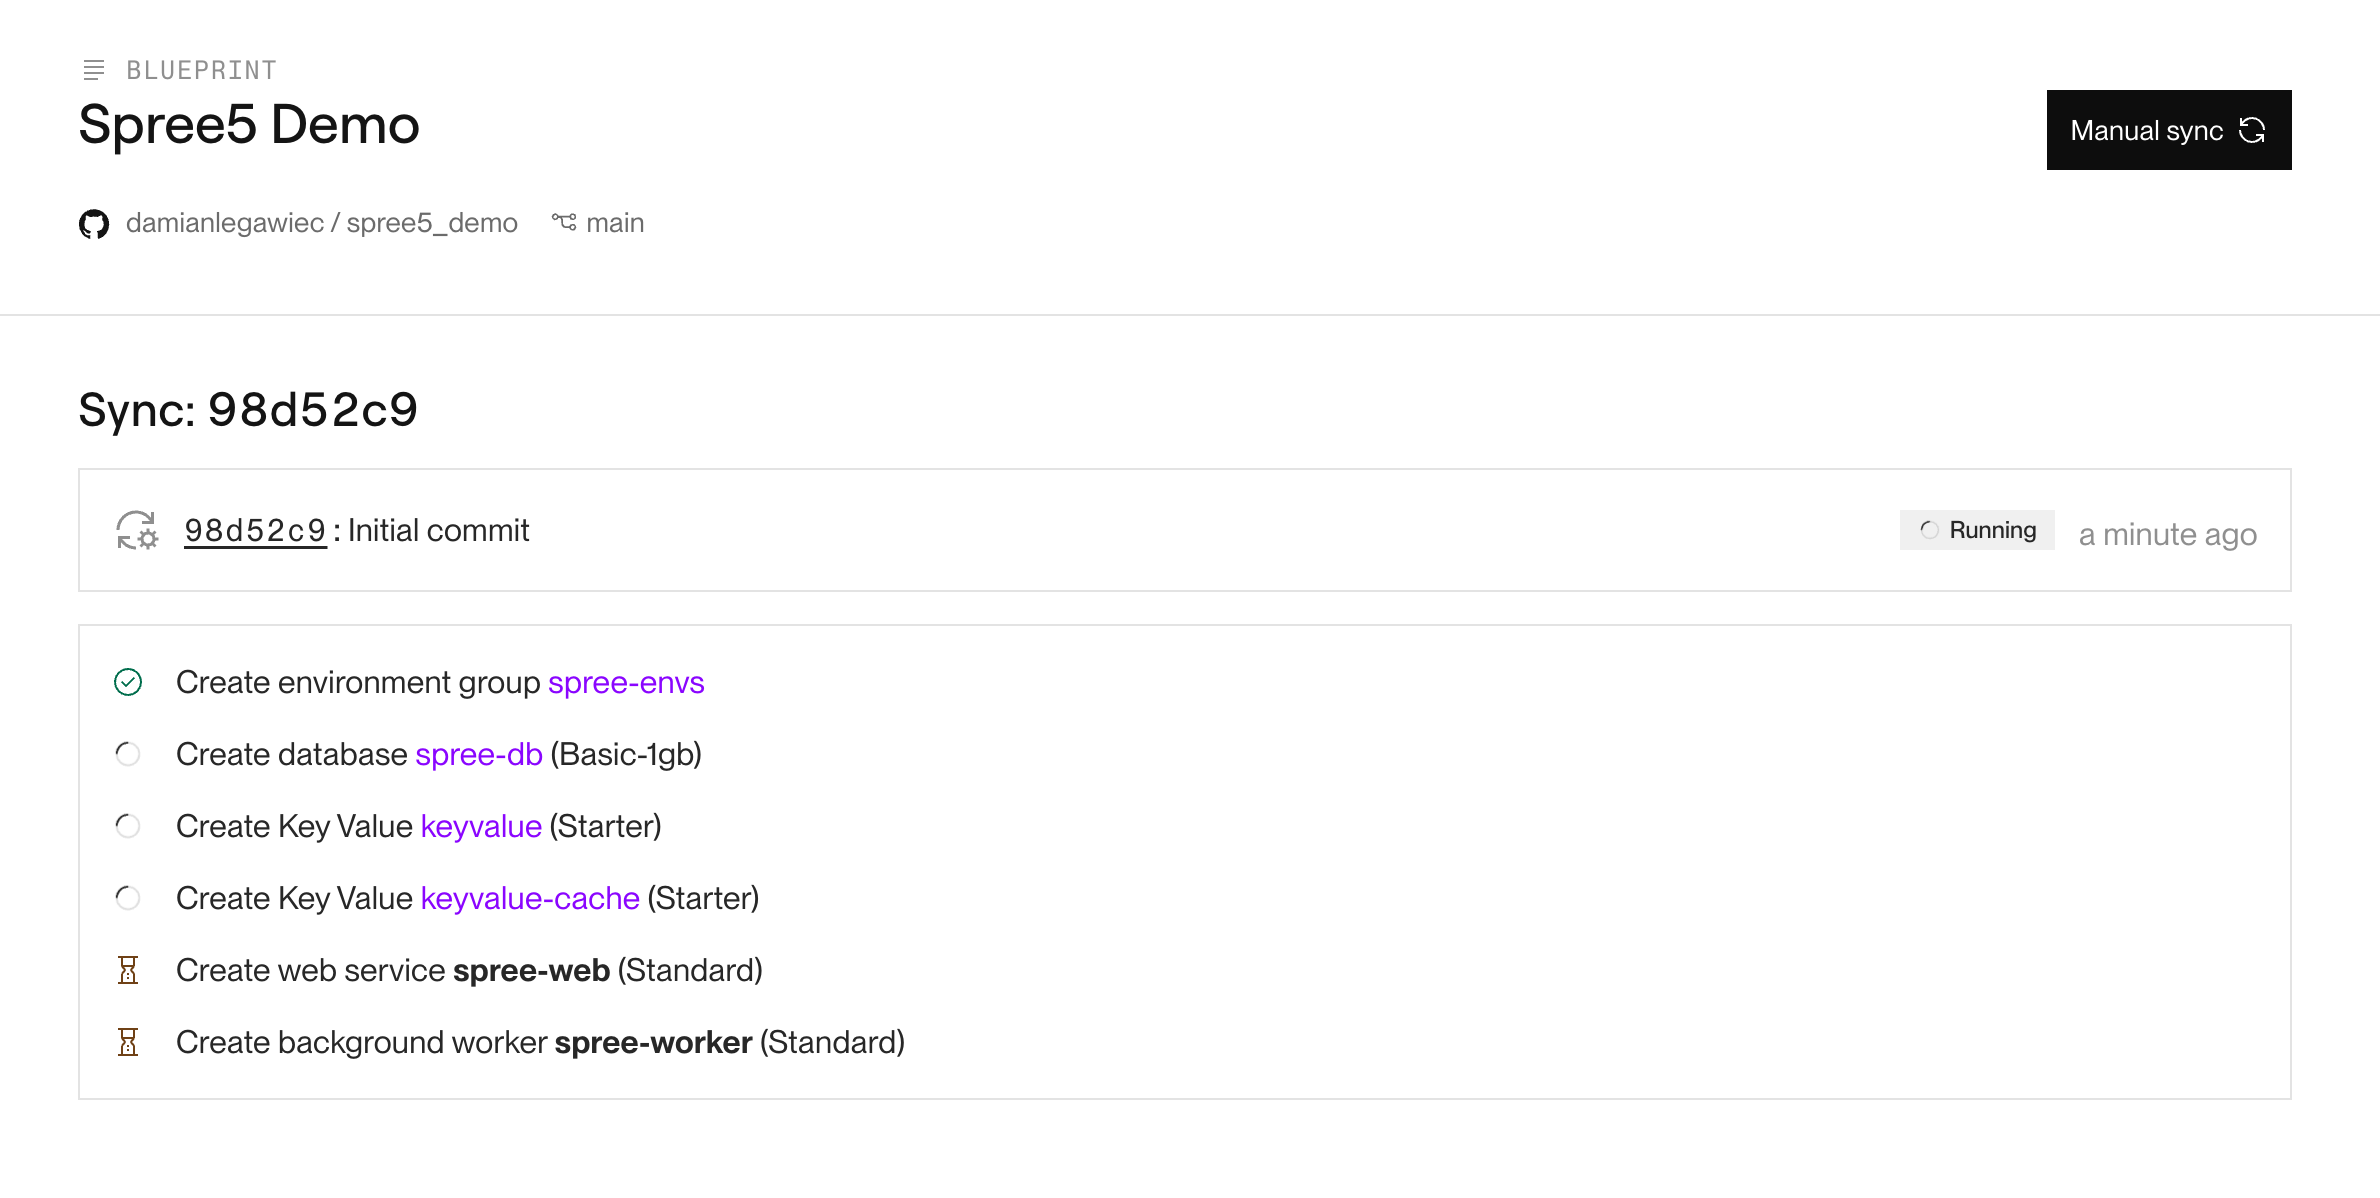 BLUEPRINT
Spree5 Demo
Manual sync
damianlegawiec / spree5_demo main
Sync: 98d52c9
98d52c9 : Initial commit
Running a minute ago
Create environment group spree-envs
Create database spree-db (Basic-1gb)
Create Key Value keyvalue (Starter)
Create Key Value keyvalue-cache (Starter)
Create web service spree-web (Standard)
Create background worker spree-worker (Standard)